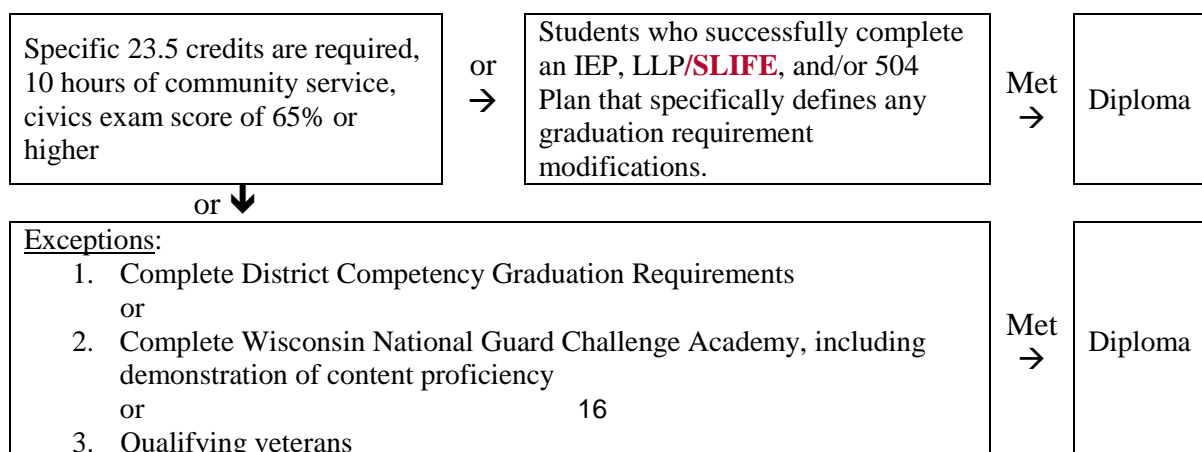 Specific 23.5 credits are required,
10 hours of community service,
civics exam score of 65% or
higher
or
→
Students who successfully complete
an IEP, LLP/SLIFE, and/or 504
Plan that specifically defines any
graduation requirement
modifications.
Met
→
Diploma
or 🡻
Exceptions:
1. Complete District Competency Graduation Requirements
or
2. Complete Wisconsin National Guard Challenge Academy, including
demonstration of content proficiency
or
3. Qualifying veterans
Met
→
Diploma
16